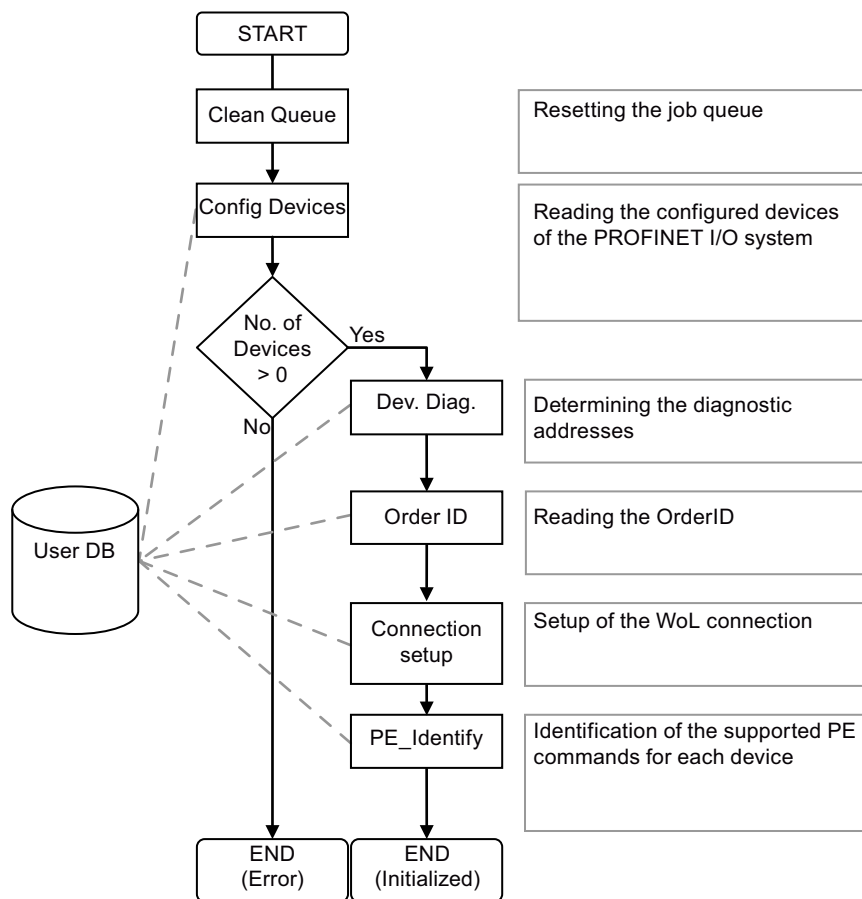 START
Clean Queue
Resetting the job queue
Config Devices
Reading the configured devices
of the PROFINET I/O system
No. of
Devices
> 0
Yes
No
Dev. Diag.
Determining the diagnostic
addresses
User DB
Order ID
Reading the OrderID
Connection
setup
Setup of the WoL connection
PE_Identify
Identification of the supported PE
commands for each device
END
(Error)
END
(Initialized)